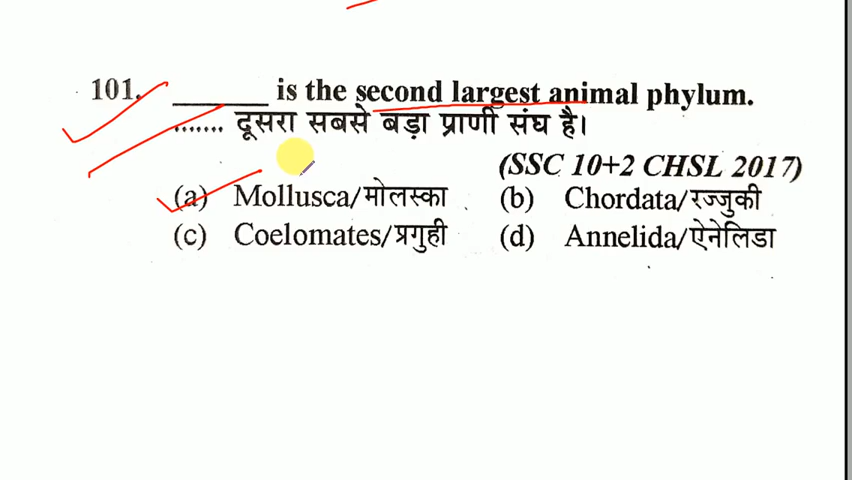 101. ______ is the second largest animal phylum.
....... दूसरा सबसे बड़ा प्राणी संघ है।
(SSC 10+2 CHSL 2017)
(a) Mollusca/मोलस्का (b) Chordata/रज्जुकी
(c) Coelomates/प्रगुही (d) Annelida/ऐनेलिडा